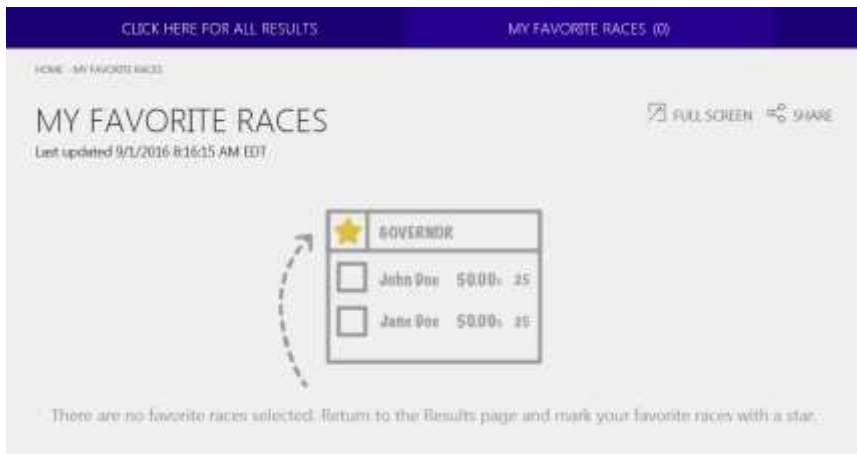 CLICK HERE FOR ALL RESULTS MY FAVORITE RACES (0)
HOME - MY FAVORITE RACES
MY FAVORITE RACES
FULL SCREEN SHARE
Last updated 9/1/2016 8:16:15 AM EDT
GOVERNOR
John Doe 50.00% 25
Jane Doe 50.00% 25
There are no favorite races selected. Return to the Results page and mark your favorite races with a star.